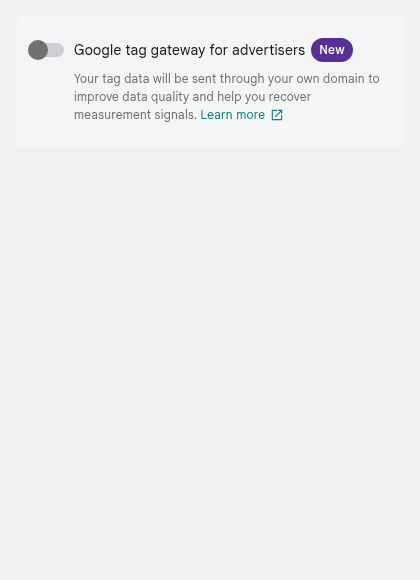 Google tag gateway for advertisers New
Your tag data will be sent through your own domain to
improve data quality and help you recover
measurement signals. Learn more